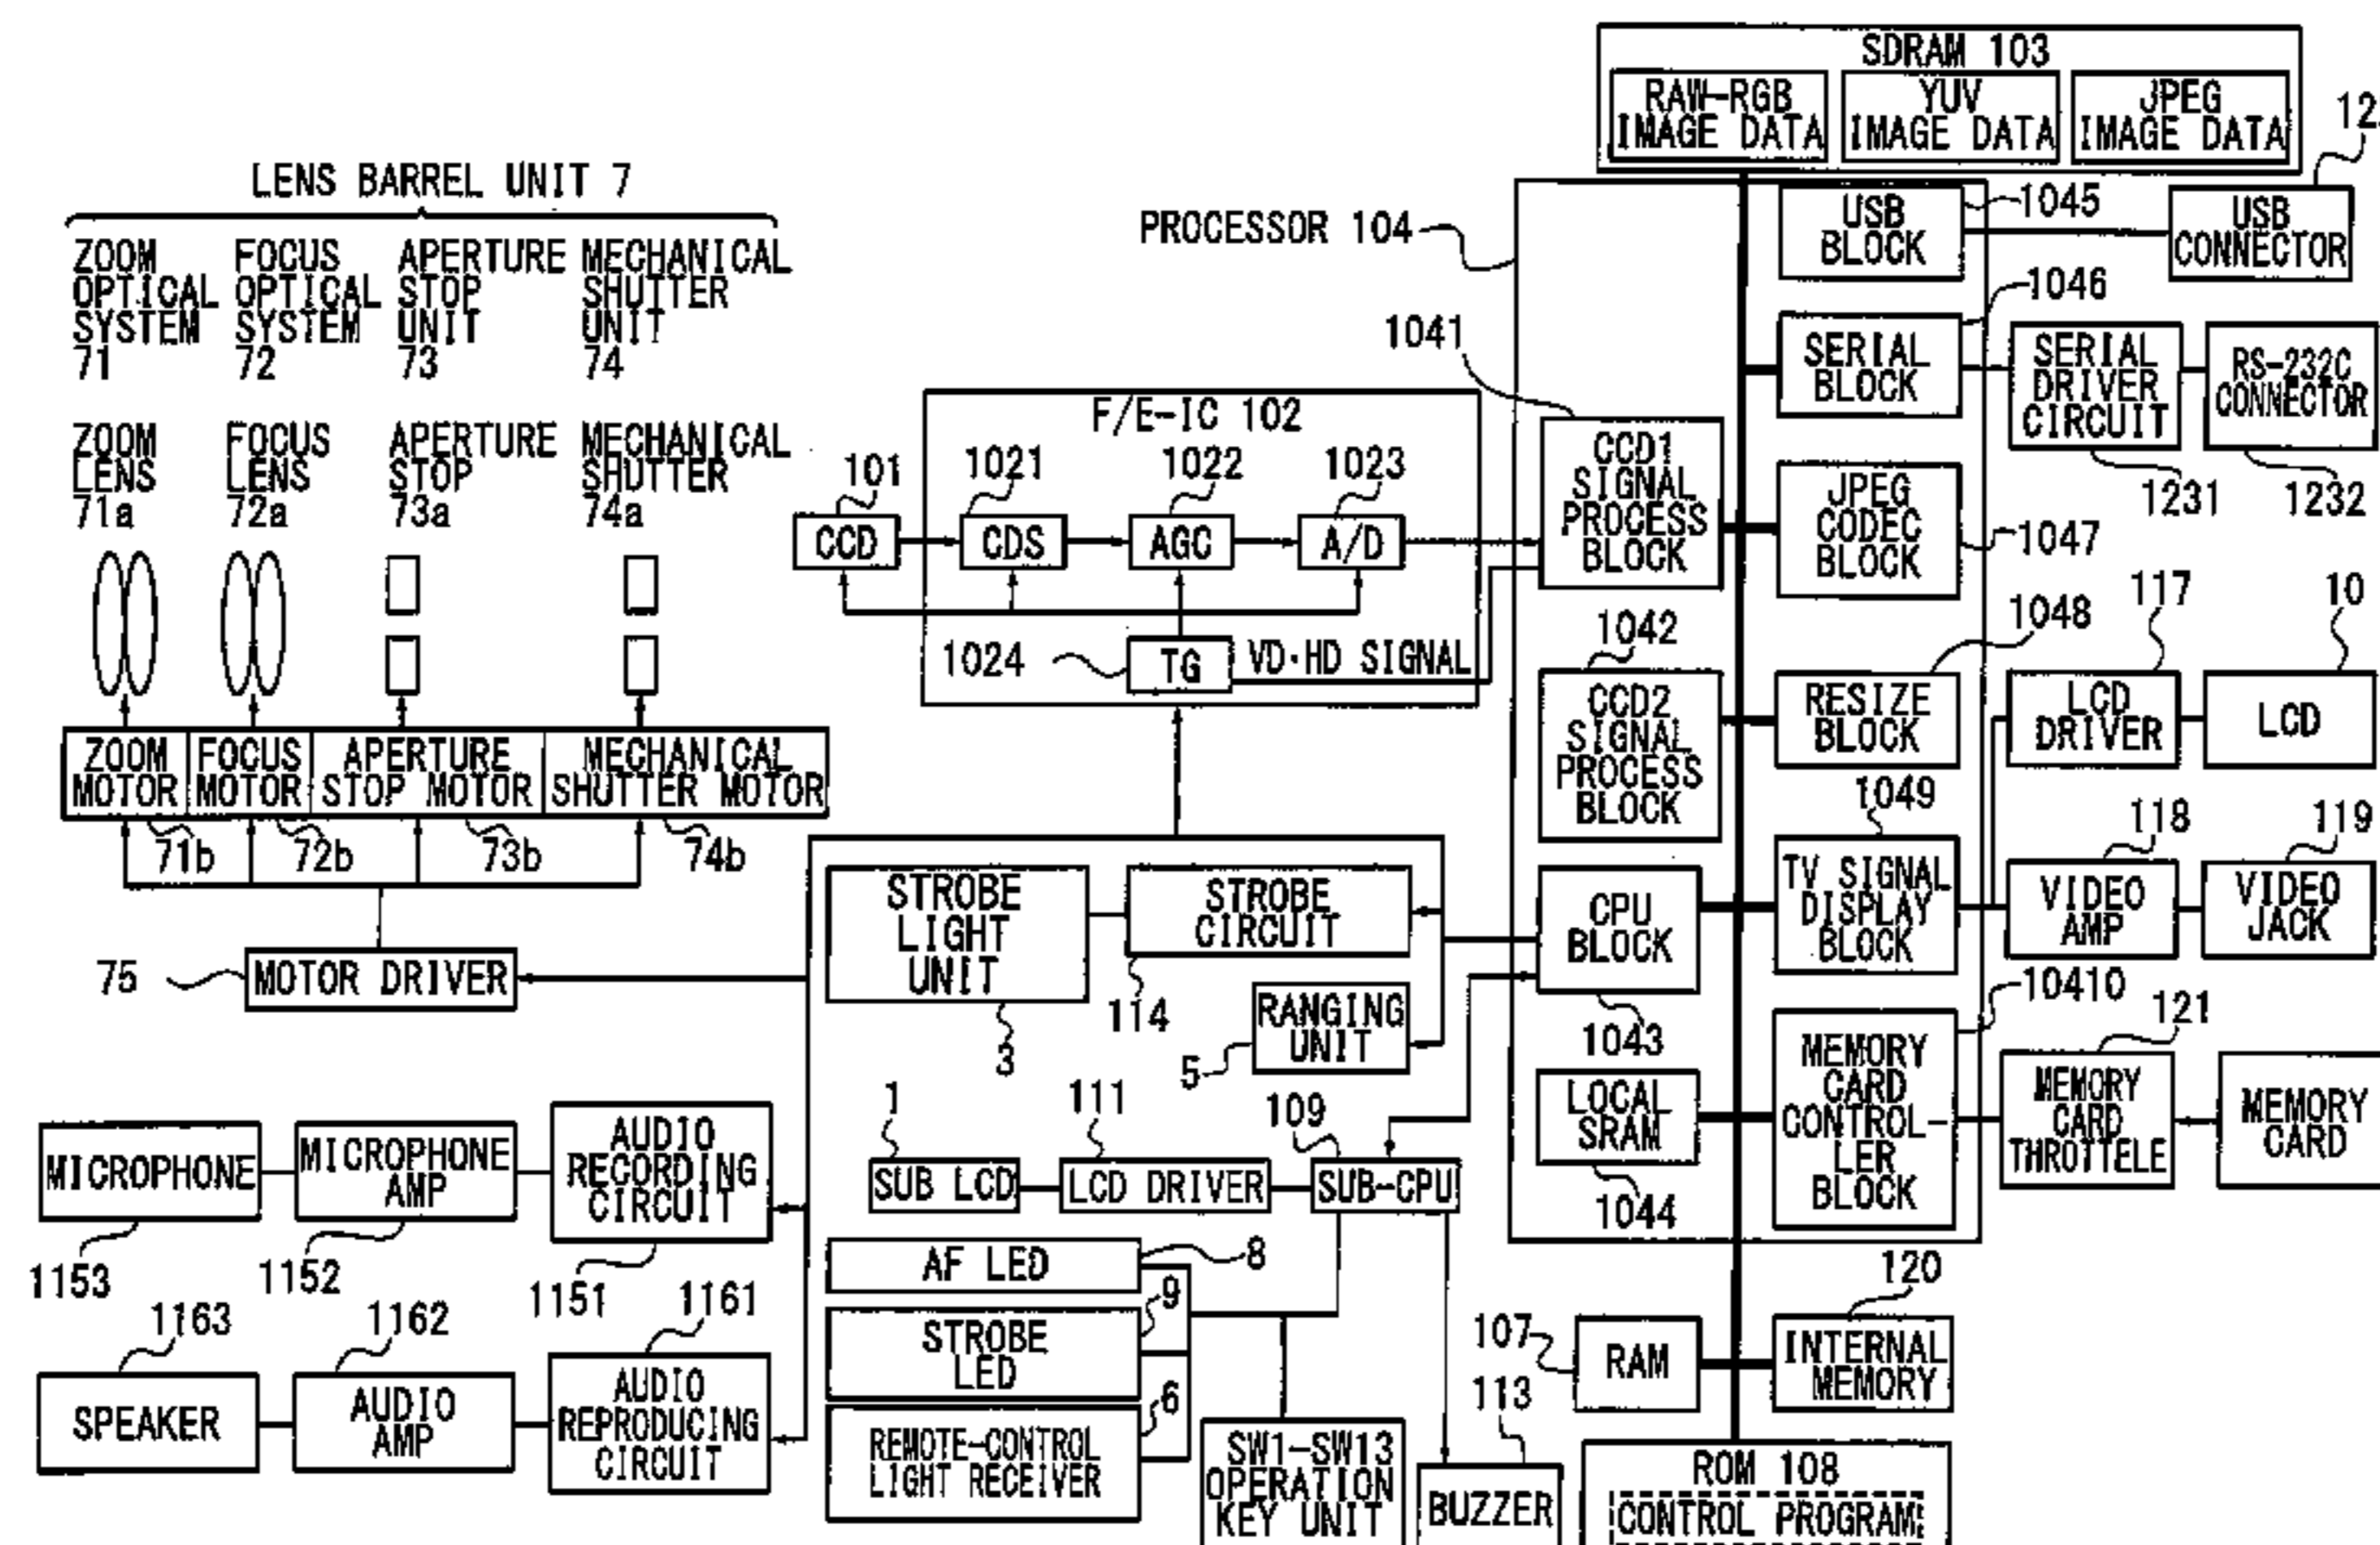 SDRAM 103
RAW-RGB
IMAGE DATA
YUV
IMAGE DATA
JPEG
IMAGE DATA
LENS BARREL UNIT 7
ZOOM
OPTICAL
SYSTEM
71
FOCUS
OPTICAL
SYSTEM
72
APERTURE
STOP
UNIT
73
MECHANICAL
SHUTTER
UNIT
74
ZOOM
LENS
71a
FOCUS
LENS
72a
APERTURE
STOP
73a
MECHANICAL
SHUTTER
74a
ZOOM
MOTOR
FOCUS
MOTOR
APERTURE
STOP MOTOR
MECHANICAL
SHUTTER MOTOR
71b
72b
73b
74b
75
MOTOR DRIVER
F/E-IC 102
101
1021
1022
1023
CCD
CDS
AGC
A/D
1024
TG
VD·HD SIGNAL
PROCESSOR 104
1041
CCD1
SIGNAL
PROCESS
BLOCK
1042
CCD2
SIGNAL
PROCESS
BLOCK
CPU
BLOCK
1043
LOCAL
SRAM
1044
USB
BLOCK
1045
USB
CONNECTOR
SERIAL
BLOCK
1046
SERIAL
DRIVER
CIRCUIT
1231
RS-232C
CONNECTOR
1232
JPEG
CODEC
BLOCK
1047
RESIZE
BLOCK
1048
117
LCD
DRIVER
10
LCD
1049
TV SIGNAL
DISPLAY
BLOCK
118
VIDEO
AMP
119
VIDEO
JACK
10410
MEMORY
CARD
CONTROL-
LER
BLOCK
121
MEMORY
CARD
THROTTELE
MEMORY
CARD
STROBE
LIGHT
UNIT
3
STROBE
CIRCUIT
114
RANGING
UNIT
5
1
SUB LCD
111
LCD DRIVER
109
SUB-CPU
AF LED
8
STROBE
LED
9
REMOTE-CONTROL
LIGHT RECEIVER
6
SW1-SW13
OPERATION
KEY UNIT
113
BUZZER
MICROPHONE
1153
MICROPHONE
AMP
1152
AUDIO
RECORDING
CIRCUIT
1151
1163
SPEAKER
1162
AUDIO
AMP
1161
AUDIO
REPRODUCING
CIRCUIT
107
RAM
120
INTERNAL
MEMORY
ROM 108
CONTROL PROGRAM